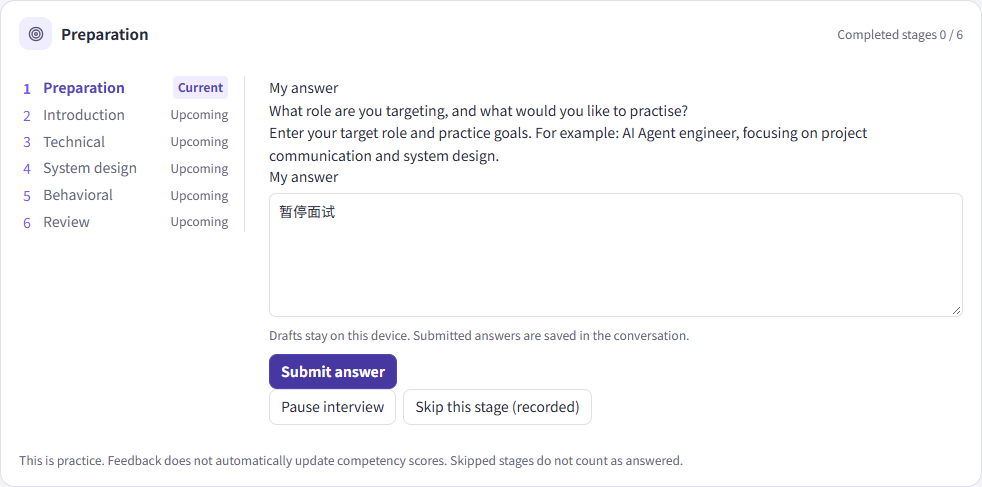 Preparation
Completed stages 0 / 6
1 Preparation Current
2 Introduction Upcoming
3 Technical Upcoming
4 System design Upcoming
5 Behavioral Upcoming
6 Review Upcoming
My answer
What role are you targeting, and what would you like to practise?
Enter your target role and practice goals. For example: AI Agent engineer, focusing on project
communication and system design.
My answer
暂停面试
Drafts stay on this device. Submitted answers are saved in the conversation.
Submit answer
Pause interview Skip this stage (recorded)
This is practice. Feedback does not automatically update competency scores. Skipped stages do not count as answered.